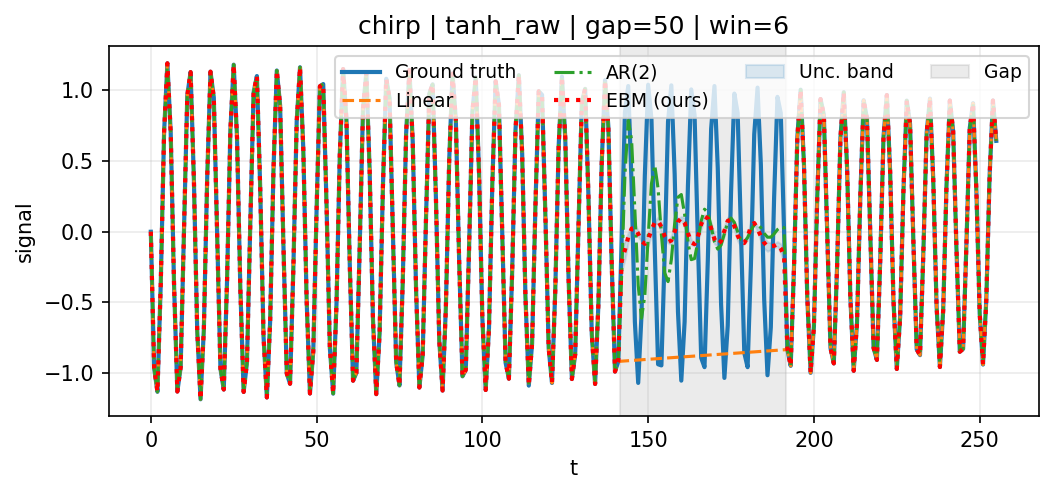 chirp | tanh_raw | gap=50 | win=6
Ground truth
Linear
AR(2)
EBM (ours)
Unc. band
Gap
signal
1.0
0.5
0.0
−0.5
−1.0
0 50 100 150 200 250
t